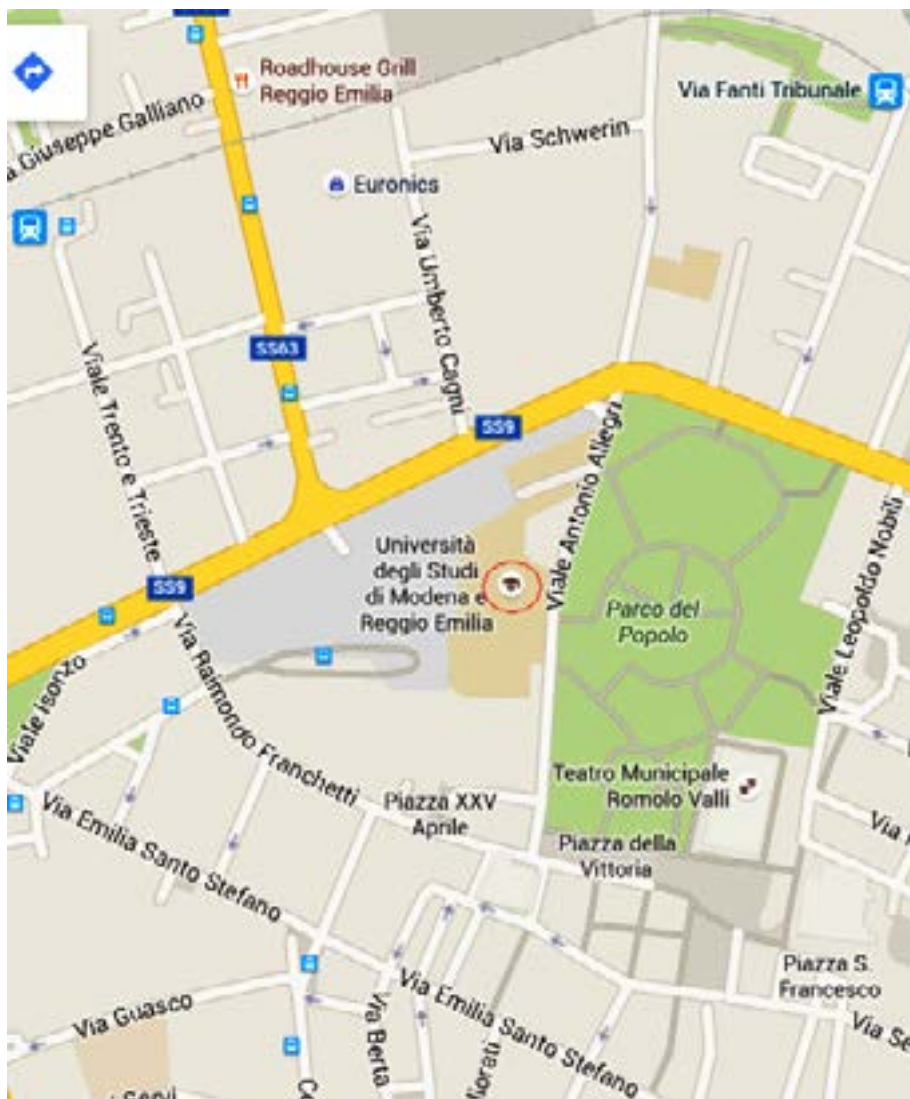 Roadhouse Grill
Reggio Emilia
Via Fanti Tribunale
Giuseppe Galliano
Via Schwerin
Euronics
Via Umberto Cagni
SS63
Viale Trento e Trieste
SS9
Viale Antonio Allegri
Università
degli Studi
di Modena e
Reggio Emilia
SS9
Parco del
Popolo
Viale Leopoldo Nobili
Viale Isonzo
Via Raimondo Franchetti
Teatro Municipale
Romolo Valli
Piazza XXV
Aprile
Piazza della
Vittoria
Via
Via Emilia Santo Stefano
Piazza S.
Francesco
Via Guasco
Via Berta
Via Emilia Santo Stefano
Via Se